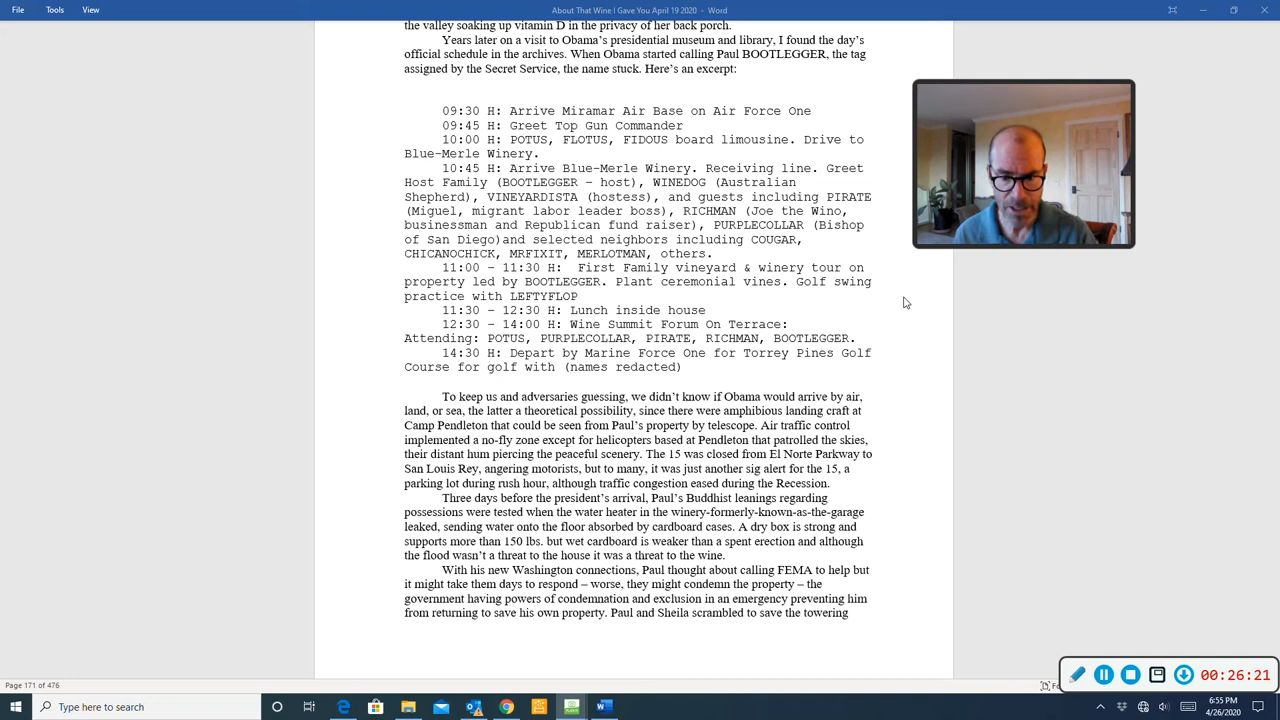 File Tools View About That Wine I Gave You April 19 2020 - Word
the valley soaking up vitamin D in the privacy of her back porch.
Years later on a visit to Obama's presidential museum and library, I found the day's
official schedule in the archives. When Obama started calling Paul BOOTLEGGER, the tag
assigned by the Secret Service, the name stuck. Here's an excerpt:
09:30 H: Arrive Miramar Air Base on Air Force One
09:45 H: Greet Top Gun Commander
10:00 H: POTUS, FLOTUS, FIDOUS board limousine. Drive to
Blue-Merle Winery.
10:45 H: Arrive Blue-Merle Winery. Receiving line. Greet
Host Family (BOOTLEGGER – host), WINEDOG (Australian
Shepherd), VINEYARDISTA (hostess), and guests including PIRATE
(Miguel, migrant labor leader boss), RICHMAN (Joe the Wino,
businessman and Republican fund raiser), PURPLECOLLAR (Bishop
of San Diego)and selected neighbors including COUGAR,
CHICANOCHICK, MRFIXIT, MERLOTMAN, others.
11:00 – 11:30 H: First Family vineyard & winery tour on
property led by BOOTLEGGER. Plant ceremonial vines. Golf swing
practice with LEFTYFLOP
11:30 – 12:30 H: Lunch inside house
12:30 – 14:00 H: Wine Summit Forum On Terrace:
Attending: POTUS, PURPLECOLLAR, PIRATE, RICHMAN, BOOTLEGGER.
14:30 H: Depart by Marine Force One for Torrey Pines Golf
Course for golf with (names redacted)
To keep us and adversaries guessing, we didn't know if Obama would arrive by air,
land, or sea, the latter a theoretical possibility, since there were amphibious landing craft at
Camp Pendleton that could be seen from Paul's property by telescope. Air traffic control
implemented a no-fly zone except for helicopters based at Pendleton that patrolled the skies,
their distant hum piercing the peaceful scenery. The 15 was closed from El Norte Parkway to
San Louis Rey, angering motorists, but to many, it was just another sig alert for the 15, a
parking lot during rush hour, although traffic congestion eased during the Recession.
Three days before the president's arrival, Paul's Buddhist leanings regarding
possessions were tested when the water heater in the winery-formerly-known-as-the-garage
leaked, sending water onto the floor absorbed by cardboard cases. A dry box is strong and
supports more than 150 lbs. but wet cardboard is weaker than a spent erection and although
the flood wasn't a threat to the house it was a threat to the wine.
With his new Washington connections, Paul thought about calling FEMA to help but
it might take them days to respond – worse, they might condemn the property – the
government having powers of condemnation and exclusion in an emergency preventing him
from returning to save his own property. Paul and Sheila scrambled to save the towering
00:26:21
Page 171 of 476
Type here to search
6:55 PM
4/26/2020